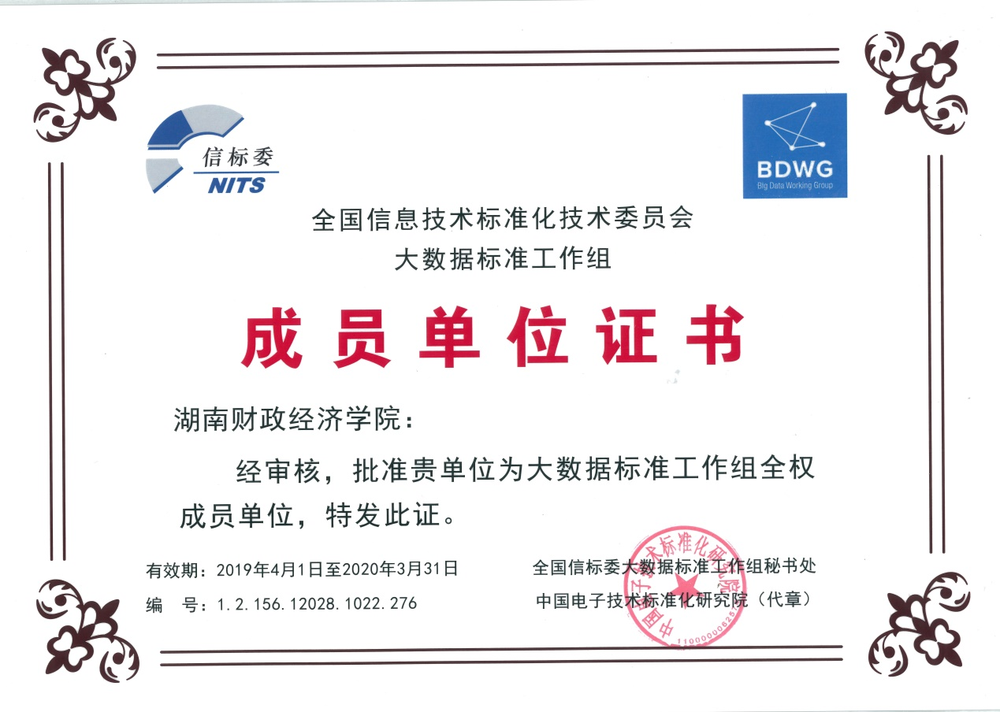 信标委
NITS
BDWG
Big Data Working Group
全国信息技术标准化技术委员会
大数据标准工作组
成员单位证书
湖南财政经济学院：
经审核，批准贵单位为大数据标准工作组全权
成员单位，特发此证。
有效期：2019年4月1日至2020年3月31日
全国信标委大数据标准工作组秘书处
编 号：1.2.156.12028.1022.276
中国电子技术标准化研究院（代章）
中国电子技术标准化研究院